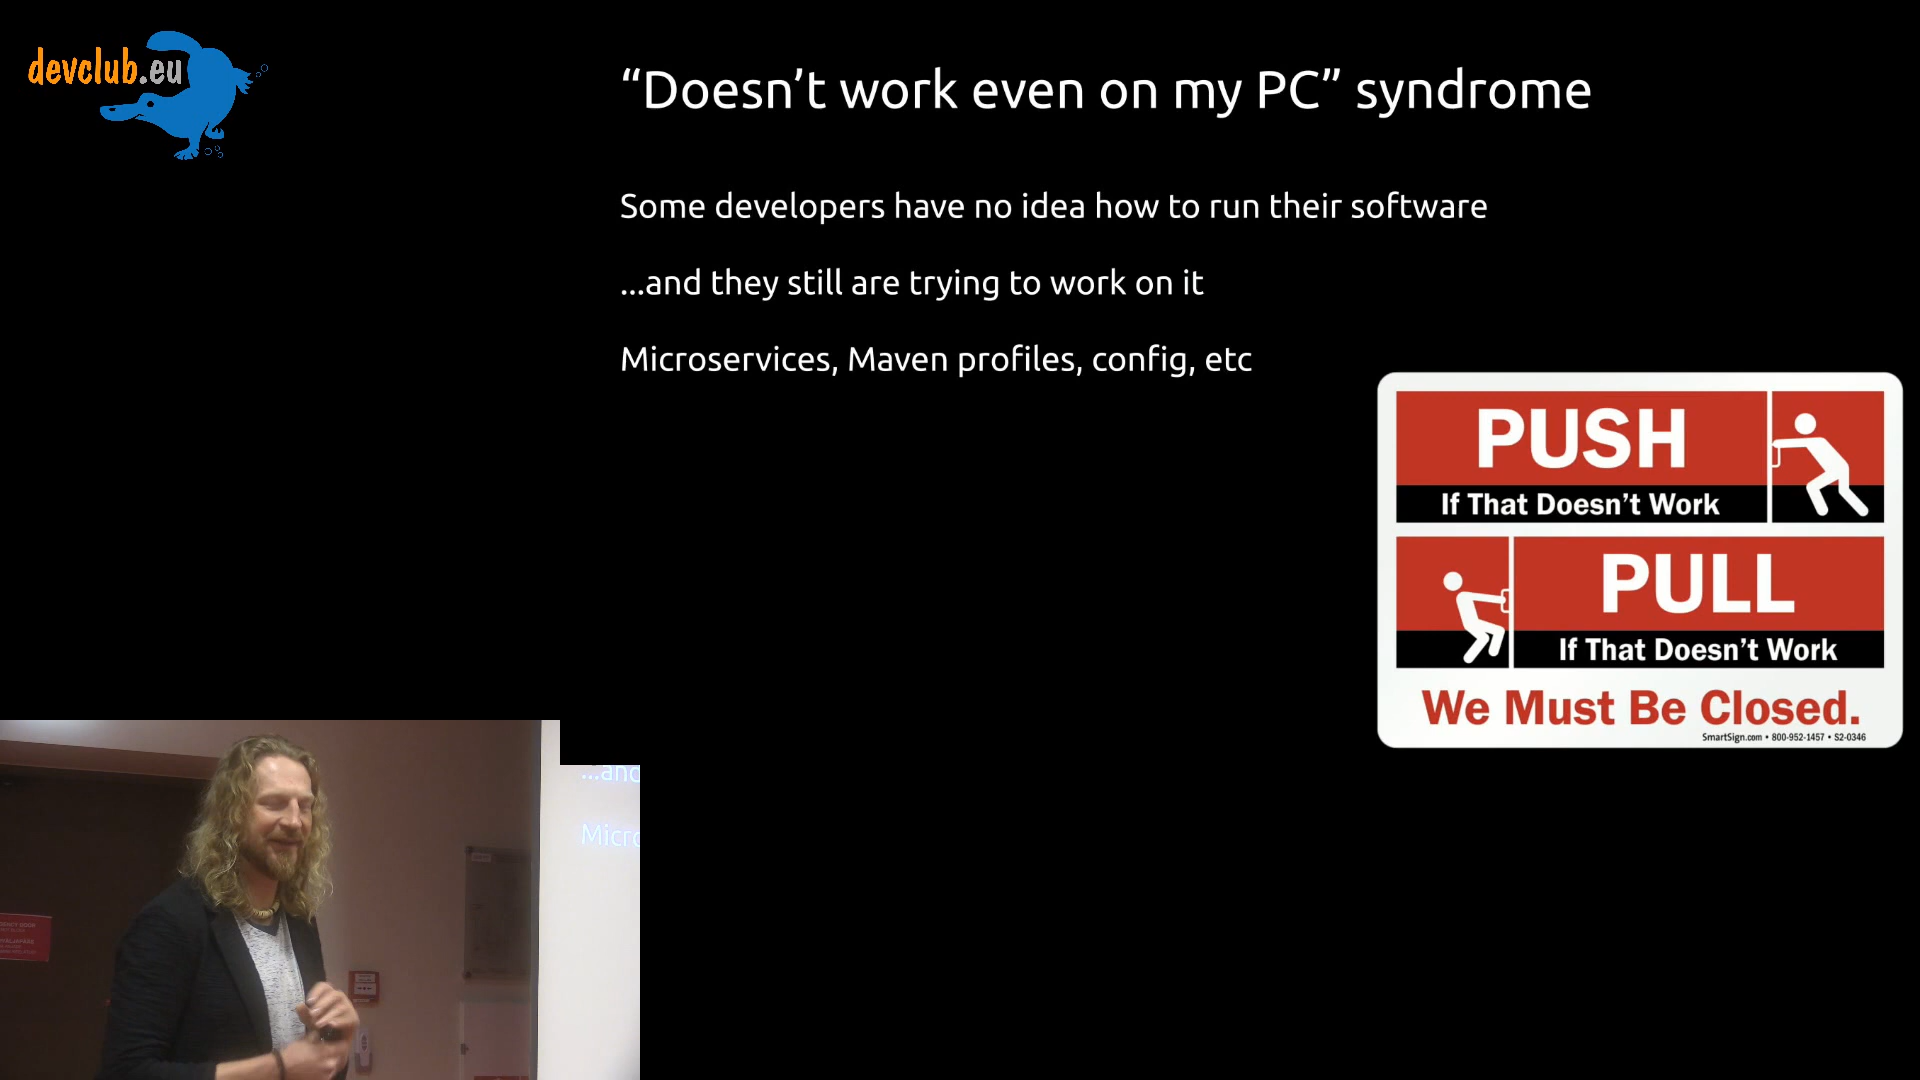 devclub.eu
“Doesn’t work even on my PC” syndrome
Some developers have no idea how to run their software
...and they still are trying to work on it
Microservices, Maven profiles, config, etc
PUSH
If That Doesn’t Work
PULL
If That Doesn’t Work
We Must Be Closed.
SmartSign.com • 800-952-1457 • S2-0346
...and
Micro